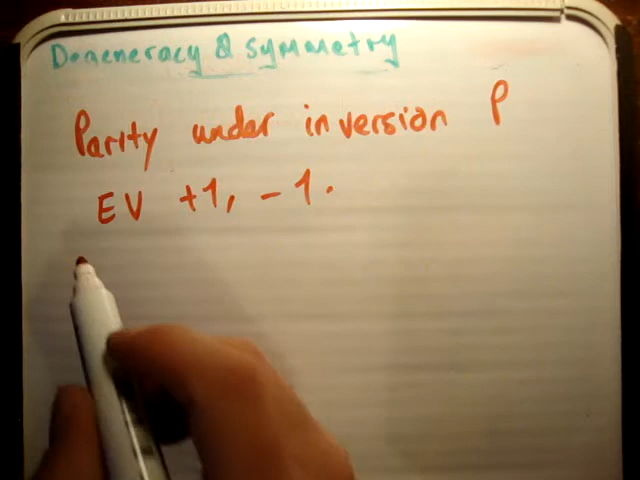 Degeneracy & symmetry
Parity under inversion P
EV +1, -1.